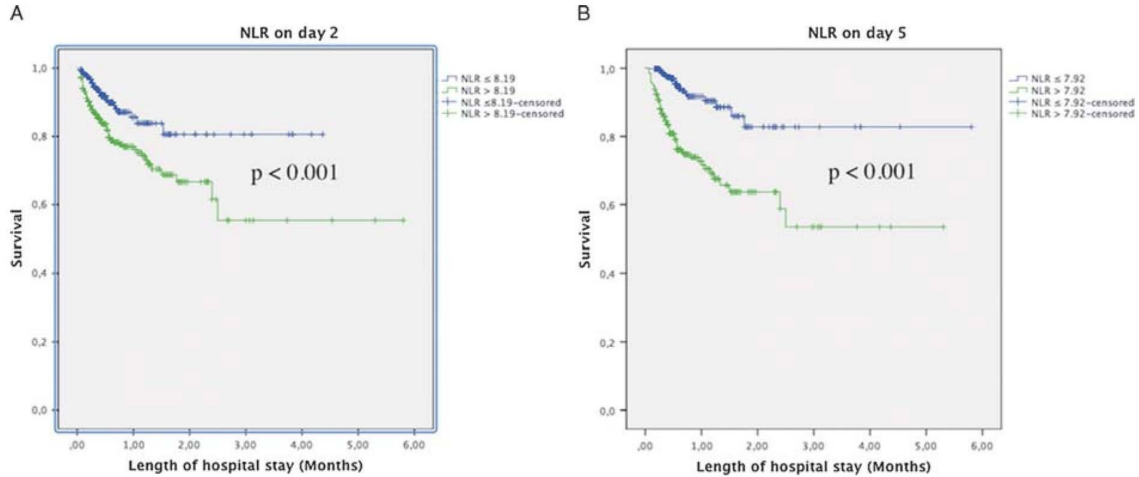 A
NLR on day 2
1,0
0,8
0,6
0,4
0,2
0,0
,00 1,00 2,00 3,00 4,00 5,00 6,00
Survival
Length of hospital stay (Months)
p < 0.001
NLR ≤ 8.19
NLR > 8.19
NLR ≤8.19-censored
NLR > 8.19-censored
B
NLR on day 5
1,0
0,8
0,6
0,4
0,2
0,0
,00 1,00 2,00 3,00 4,00 5,00 6,00
Survival
Length of hospital stay (Months)
p < 0.001
NLR ≤ 7.92
NLR > 7.92
NLR ≤ 7.92-censored
NLR > 7.92-censored